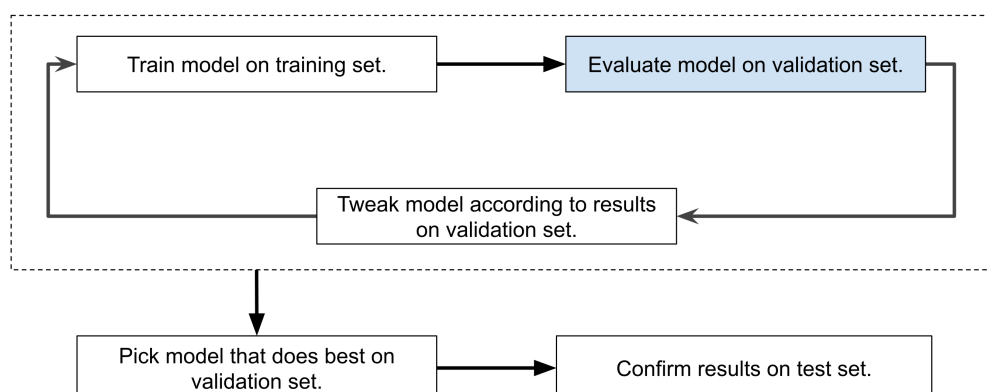 Train model on training set.
Evaluate model on validation set.
Tweak model according to results
on validation set.
Pick model that does best on
validation set.
Confirm results on test set.